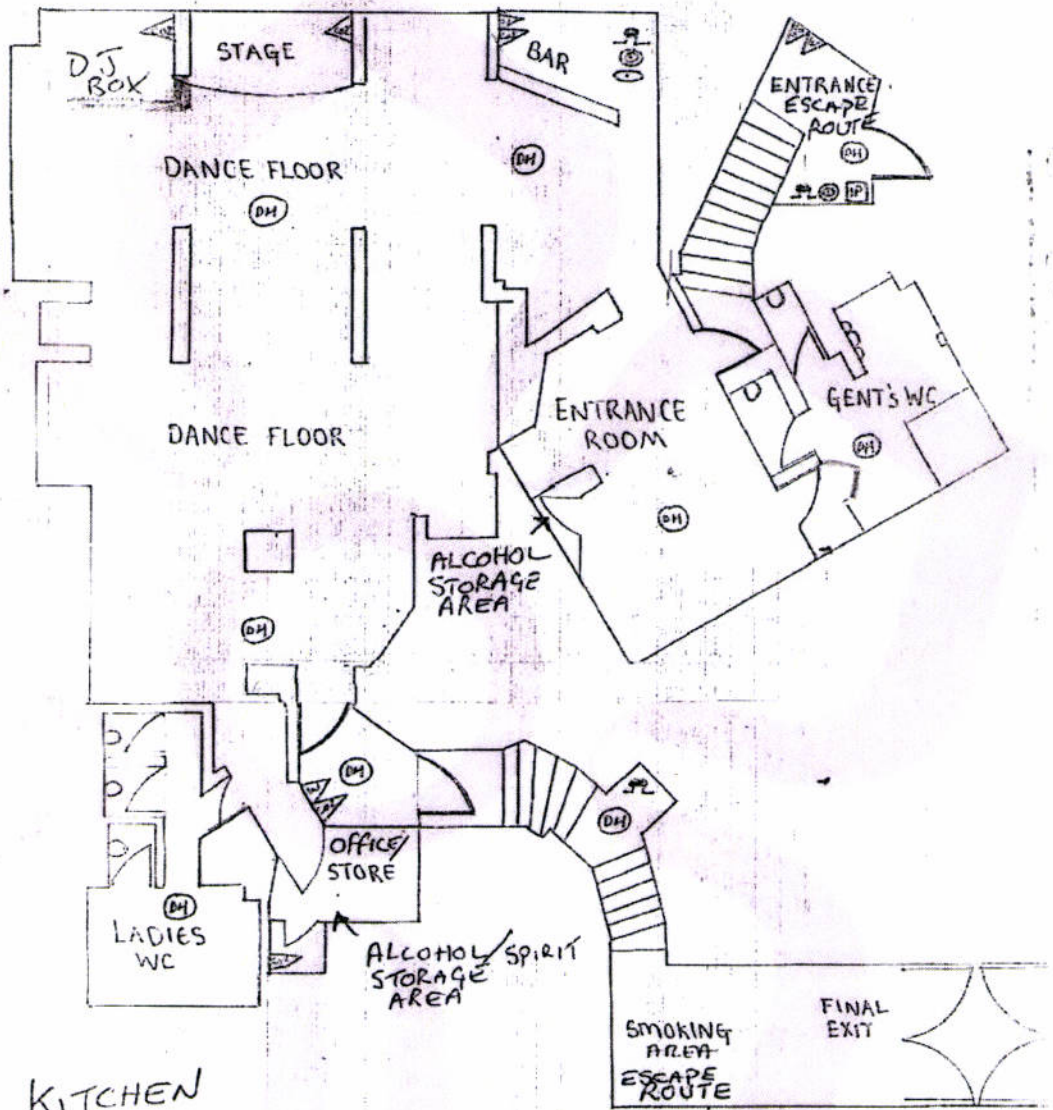 DJ
BOX
STAGE
BAR
ENTRANCE
ESCAPE
ROUTE
DH
IP
DANCE FLOOR
DH
DH
DANCE FLOOR
ENTRANCE
ROOM
GENT'S WC
DH
DH
ALCOHOL
STORAGE
AREA
DH
DH
DH
OFFICE/
STORE
DH
LADIES
WC
ALCOHOL/SPIRIT
STORAGE
AREA
SMOKING
AREA
ESCAPE
ROUTE
FINAL
EXIT
KITCHEN